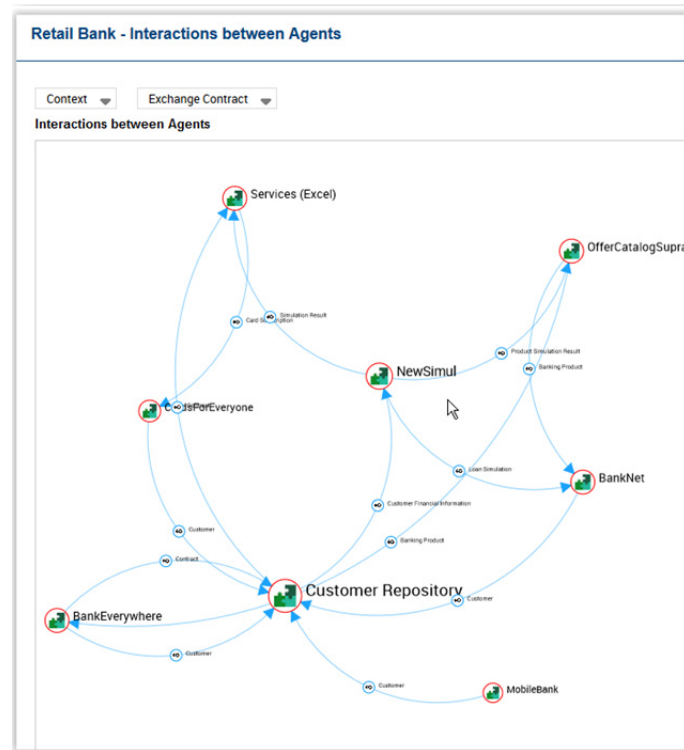 Retail Bank - Interactions between Agents
Context
Exchange Contract
Interactions between Agents
Services (Excel)
OfferCatalogSupra
Simulation Result
Product Simulation Result
Banking Product
NewSimul
Loan Simulation
BankNet
Customer Financial Information
Customer
Banking Product
Contract
Customer Repository
Customer
BankEverywhere
Customer
Customer
MobileBank